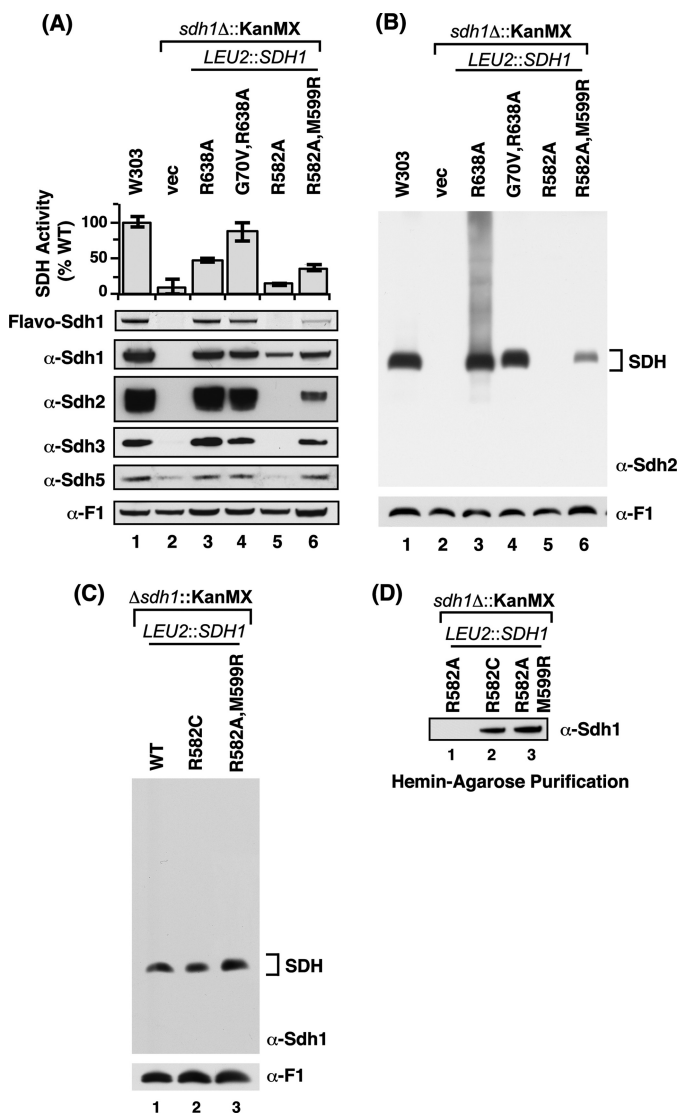 (A)
sdh1Δ::KanMX
LEU2::SDH1
W303
vec
R638A
G70V,R638A
R582A
R582A,M599R
SDH Activity
(% WT)
100
50
0
Flavo-Sdh1
α-Sdh1
α-Sdh2
α-Sdh3
α-Sdh5
α-F1
1 2 3 4 5 6
(B)
sdh1Δ::KanMX
LEU2::SDH1
W303
vec
R638A
G70V,R638A
R582A
R582A,M599R
SDH
α-Sdh2
α-F1
1 2 3 4 5 6
(C)
Δsdh1::KanMX
LEU2::SDH1
WT
R582C
R582A,M599R
SDH
α-Sdh1
α-F1
1 2 3
(D)
sdh1Δ::KanMX
LEU2::SDH1
R582A
R582C
R582A
M599R
α-Sdh1
1 2 3
Hemin-Agarose Purification